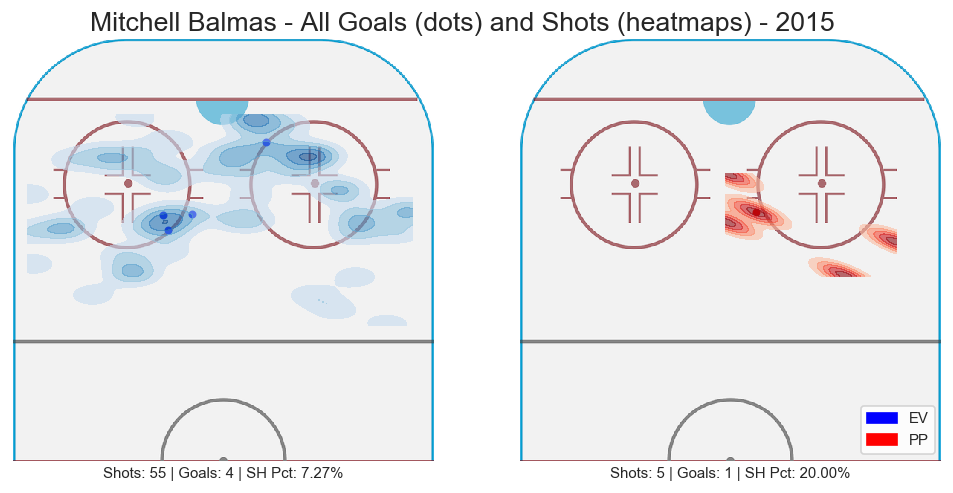 Mitchell Balmas - All Goals (dots) and Shots (heatmaps) - 2015
EV
PP
Shots: 55 | Goals: 4 | SH Pct: 7.27%
Shots: 5 | Goals: 1 | SH Pct: 20.00%